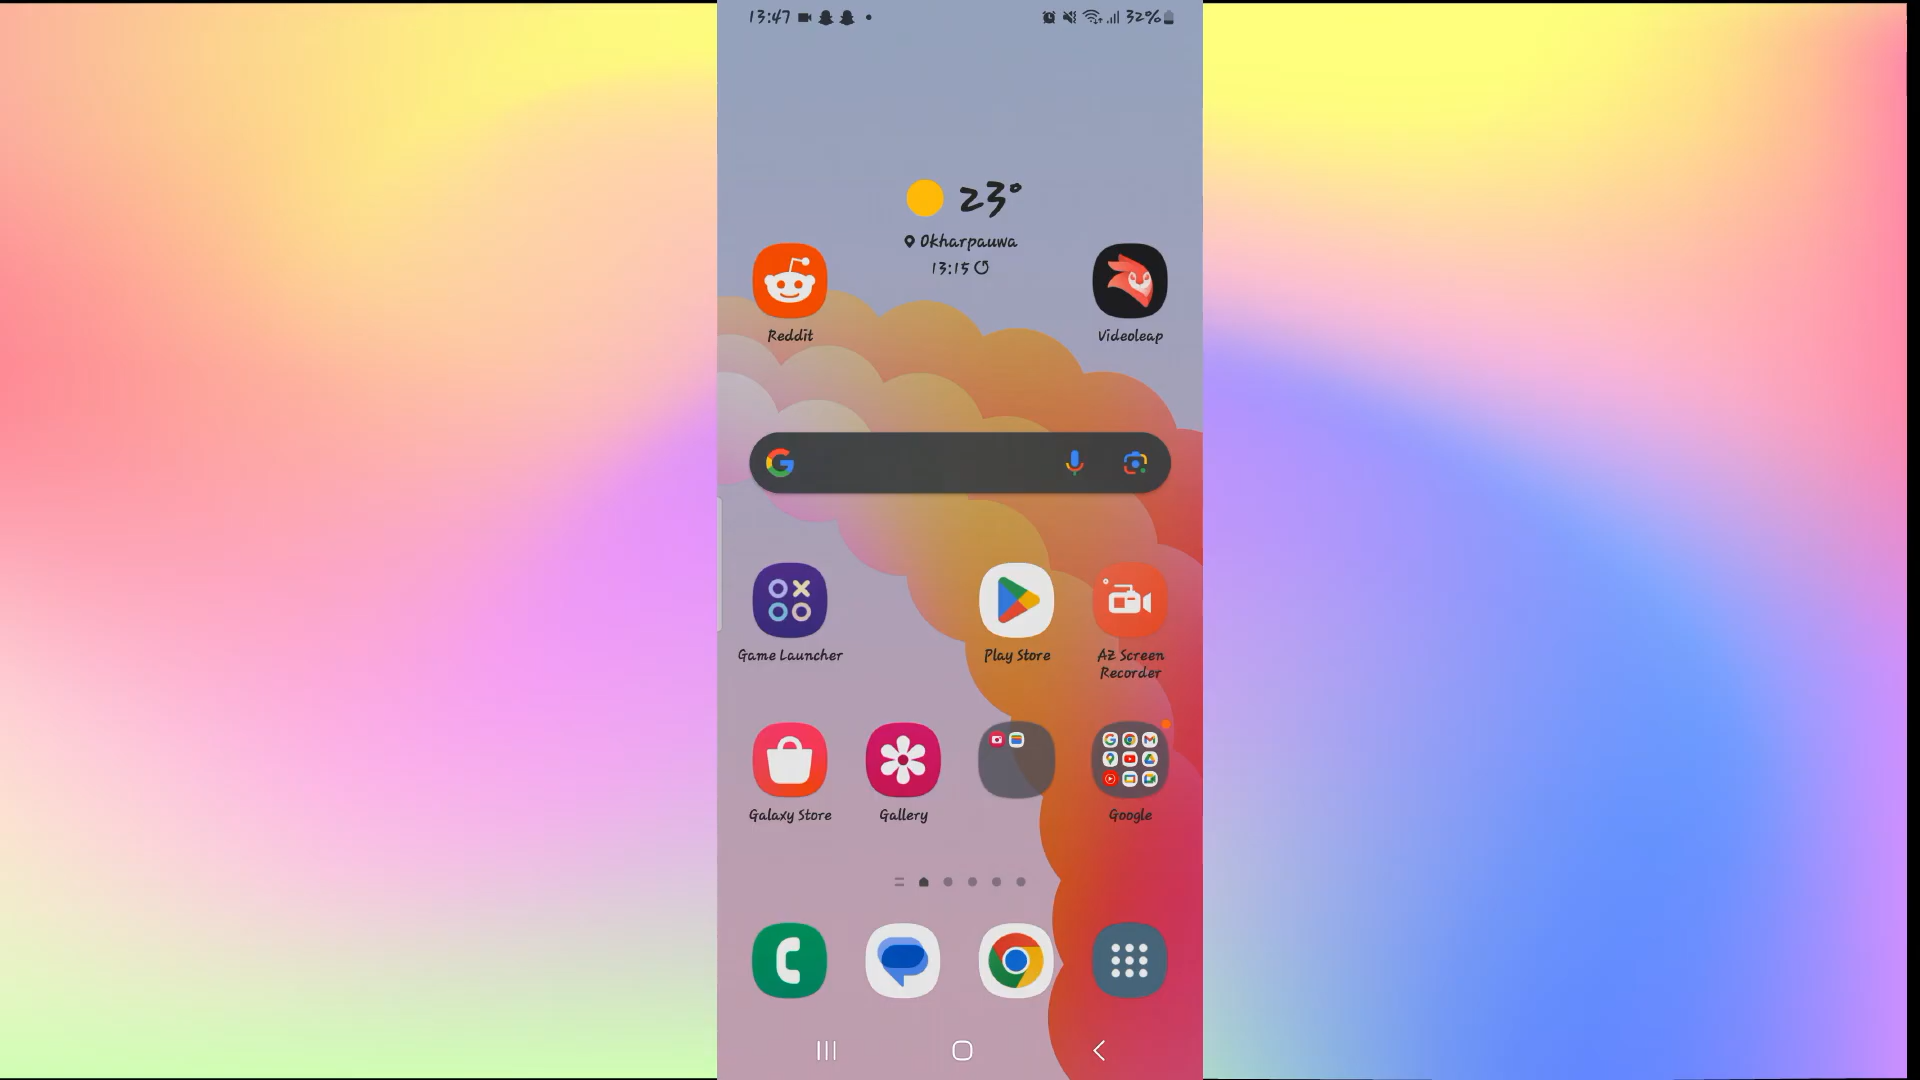 13:47
32%
23°
Okharpauwa
13:15
Reddit
Videoleap
Game Launcher
Play Store
AZ Screen
Recorder
Galaxy Store
Gallery
Google